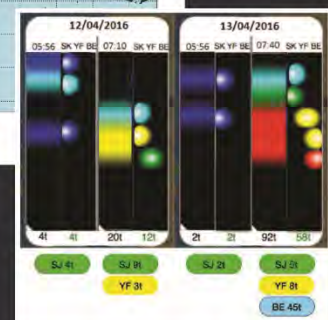 12/04/2016 13/04/2016
05:56 SK YF BE 07:10 SK YF BE 05:56 SK YF BE 07:40 SK YF BE
4t 4t 20t 12t 2t 2t 92t 58t
SJ 4t SJ 9t SJ 2t SJ 5t
YF 3t YF 8t
BE 45t